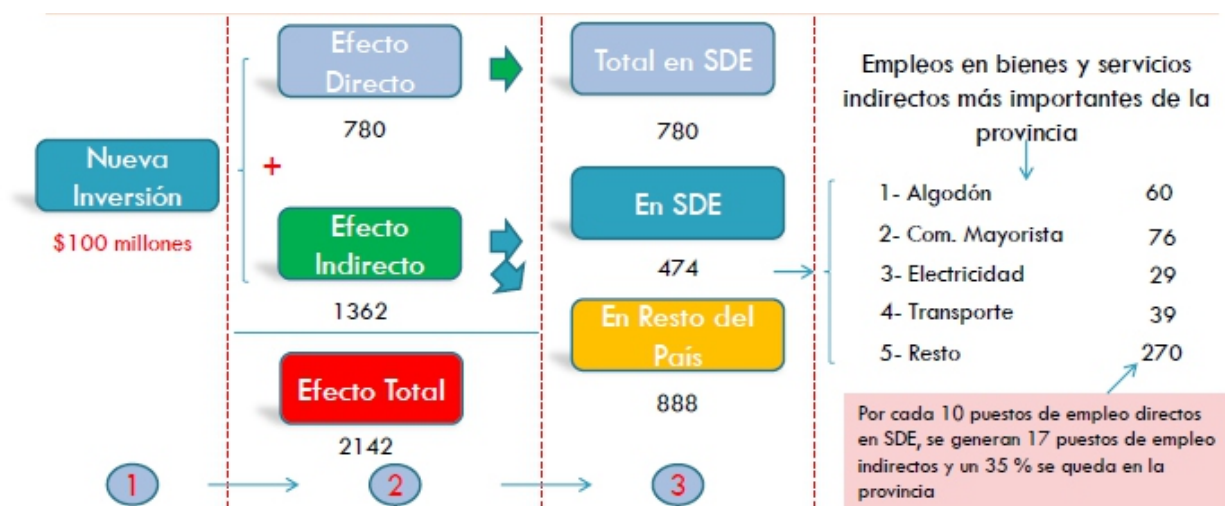 Nueva
Inversión
$100 millones
Efecto
Directo
780
+
Efecto
Indirecto
1362
Efecto Total
2142
Total en SDE
780
En SDE
474
En Resto del
País
888
Empleos en bienes y servicios
indirectos más importantes de la
provincia
1- Algodón 60
2- Com. Mayorista 76
3- Electricidad 29
4- Transporte 39
5- Resto 270
Por cada 10 puestos de empleo directos
en SDE, se generan 17 puestos de empleo
indirectos y un 35 % se queda en la
provincia
1 2 3